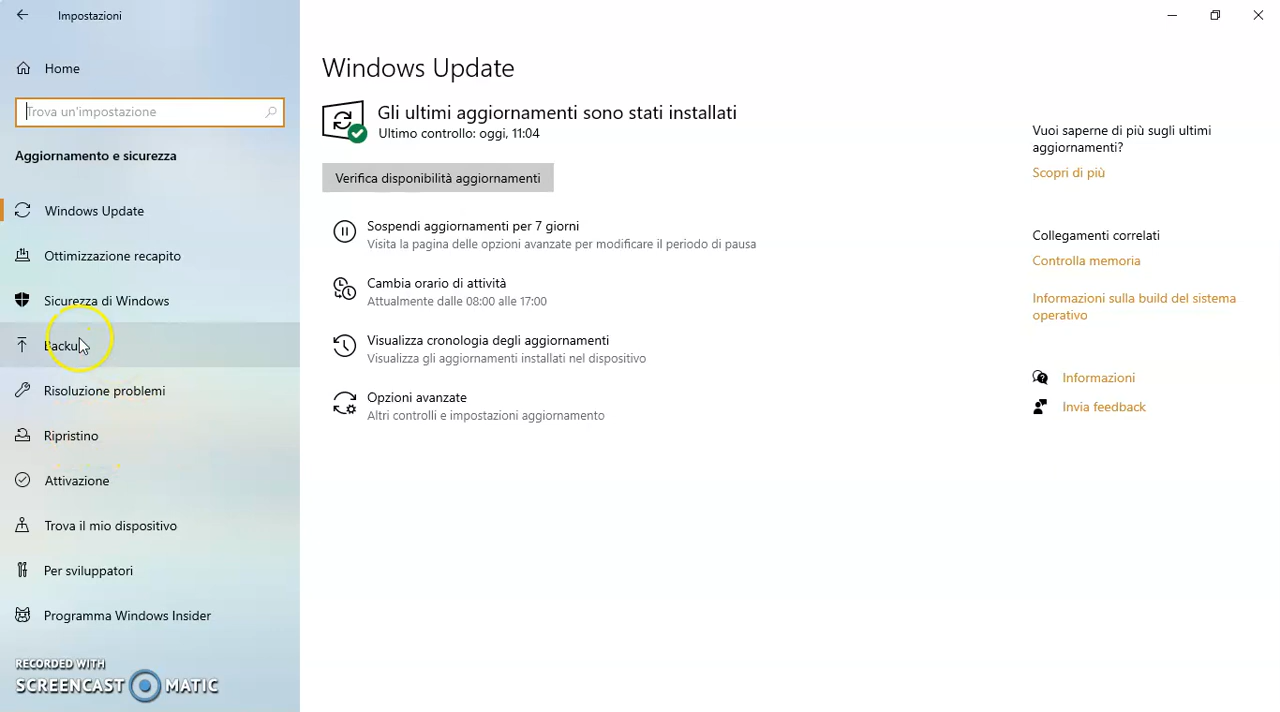 Impostazioni
Home
Trova un'impostazione
Aggiornamento e sicurezza
Windows Update
Ottimizzazione recapito
Sicurezza di Windows
Backup
Risoluzione problemi
Ripristino
Attivazione
Trova il mio dispositivo
Per sviluppatori
Programma Windows Insider
RECORDED WITH
SCREENCAST MATIC
Windows Update
Gli ultimi aggiornamenti sono stati installati
Ultimo controllo: oggi, 11:04
Verifica disponibilità aggiornamenti
Sospendi aggiornamenti per 7 giorni
Visita la pagina delle opzioni avanzate per modificare il periodo di pausa
Cambia orario di attività
Attualmente dalle 08:00 alle 17:00
Visualizza cronologia degli aggiornamenti
Visualizza gli aggiornamenti installati nel dispositivo
Opzioni avanzate
Altri controlli e impostazioni aggiornamento
Vuoi saperne di più sugli ultimi
aggiornamenti?
Scopri di più
Collegamenti correlati
Controlla memoria
Informazioni sulla build del sistema
operativo
Informazioni
Invia feedback